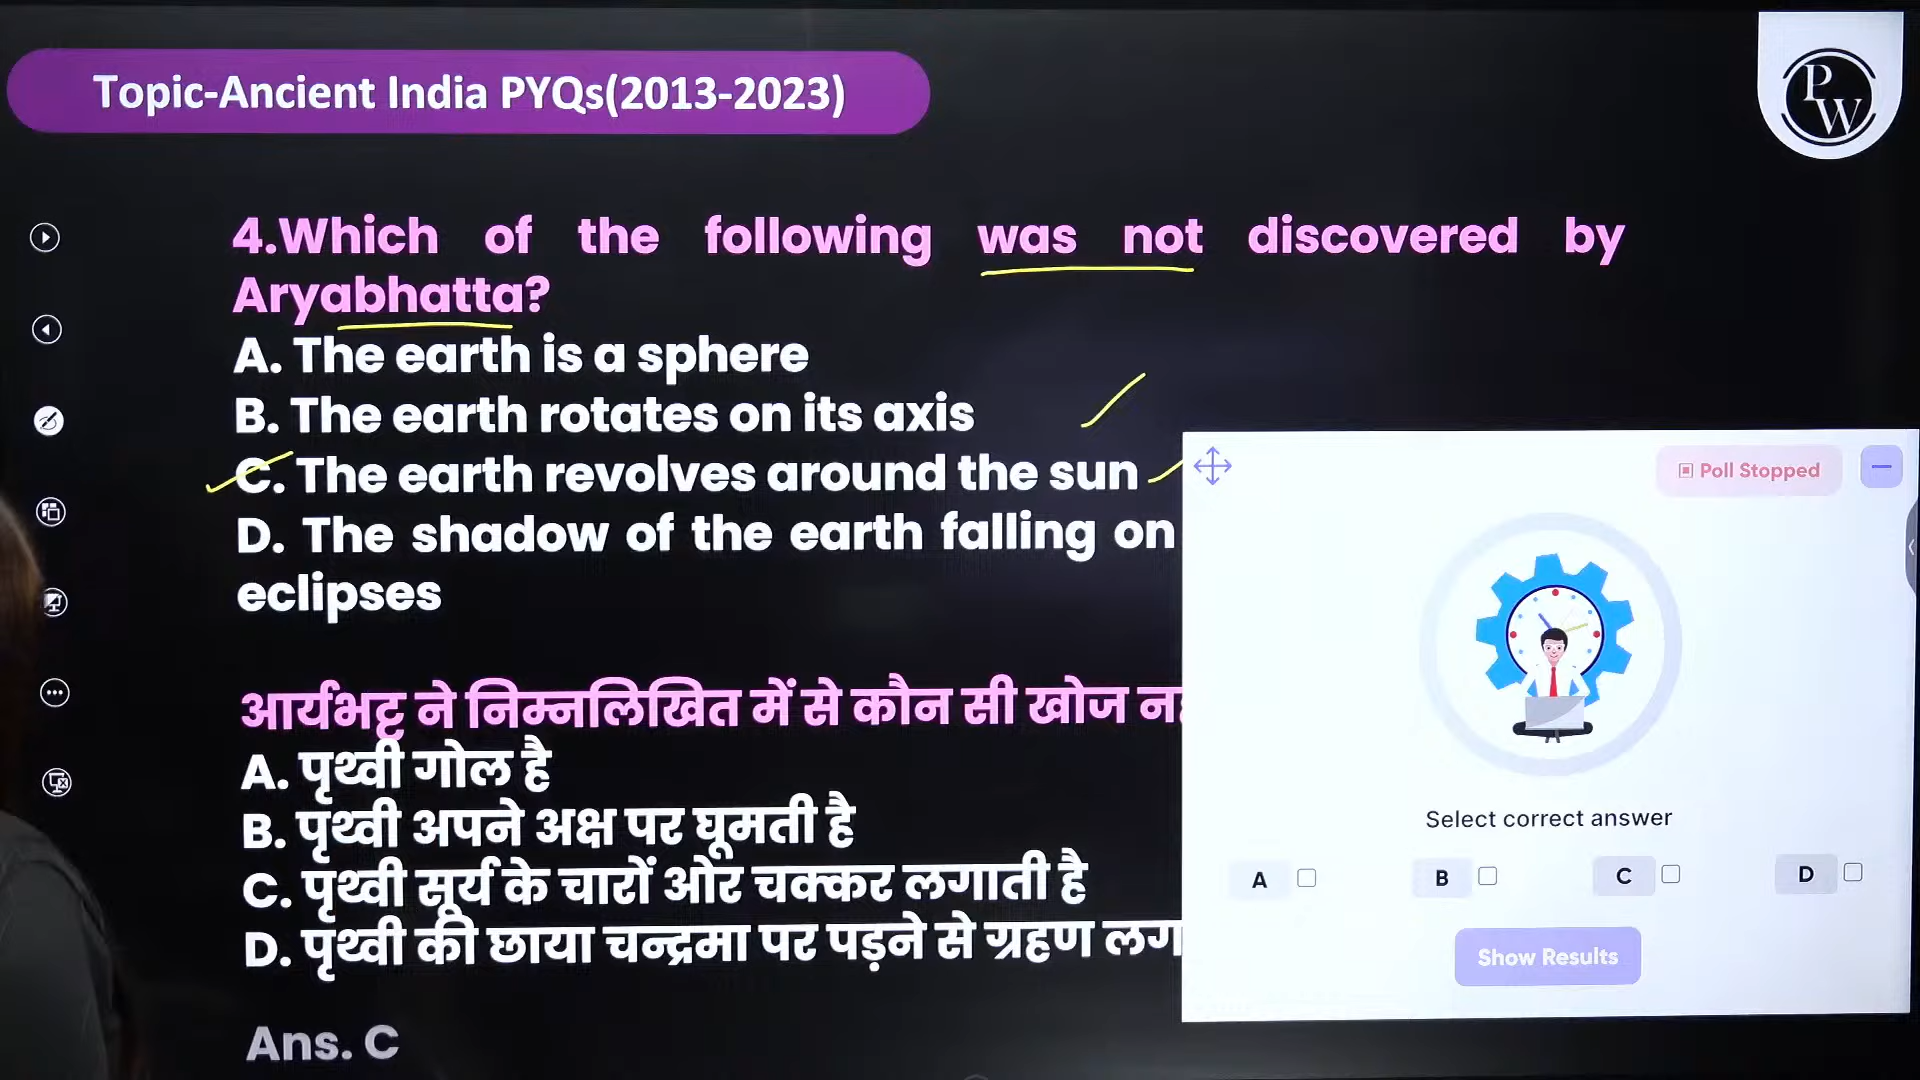 Topic-Ancient India PYQs(2013-2023)
P
W
4.Which of the following was not discovered by
Aryabhatta?
A. The earth is a sphere
B. The earth rotates on its axis
C. The earth revolves around the sun
D. The shadow of the earth falling on
eclipses
Poll Stopped
आर्यभट्ट ने निम्नलिखित में से कौन सी खोज
A. पृथ्वी गोल है
B. पृथ्वी अपने अक्ष पर घूमती है
C. पृथ्वी सूर्य के चारों ओर चक्कर लगाती है
D. पृथ्वी की छाया चन्द्रमा पर पड़ने से ग्रहण
Select correct answer
A
B
C
D
Show Results
Ans. C